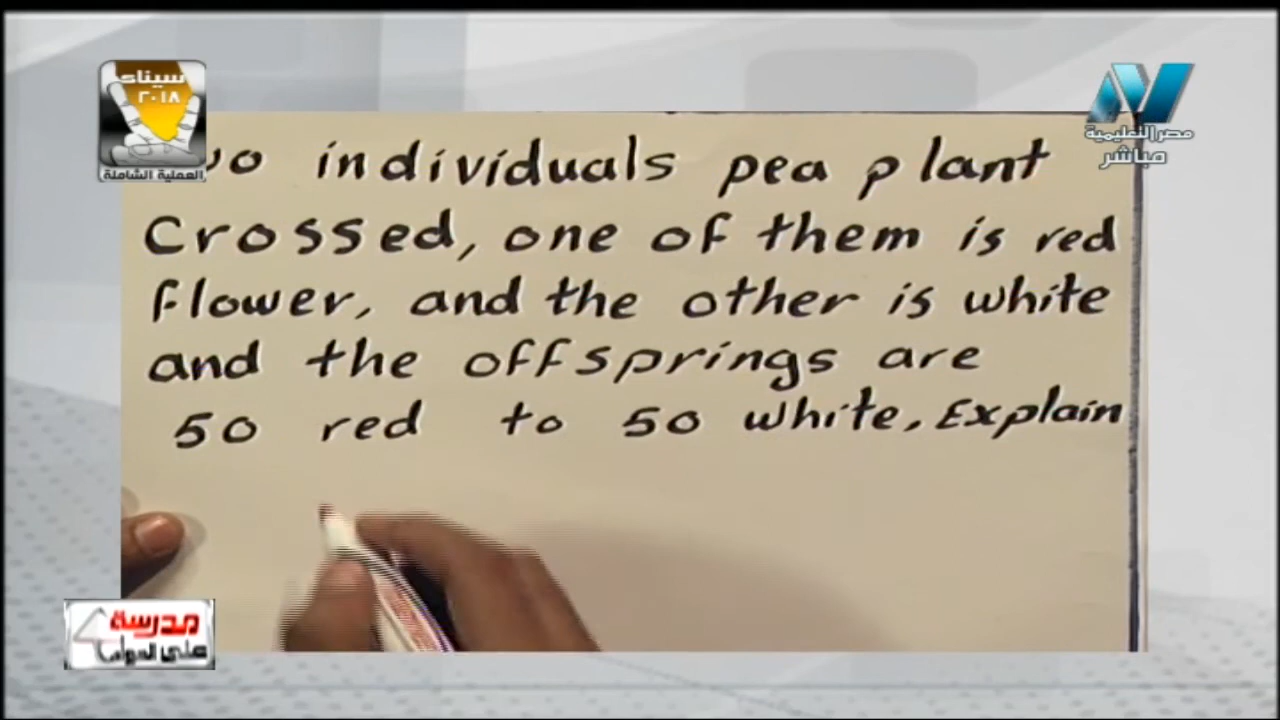 سيناء
٢٠١٨
العملية الشاملة
مصر التعليمية
مباشر
individuals pea plant
Crossed, one of them is red
flower, and the other is white
and the offsprings are
50 red to 50 white, Explain
مدرسة
على الهواء